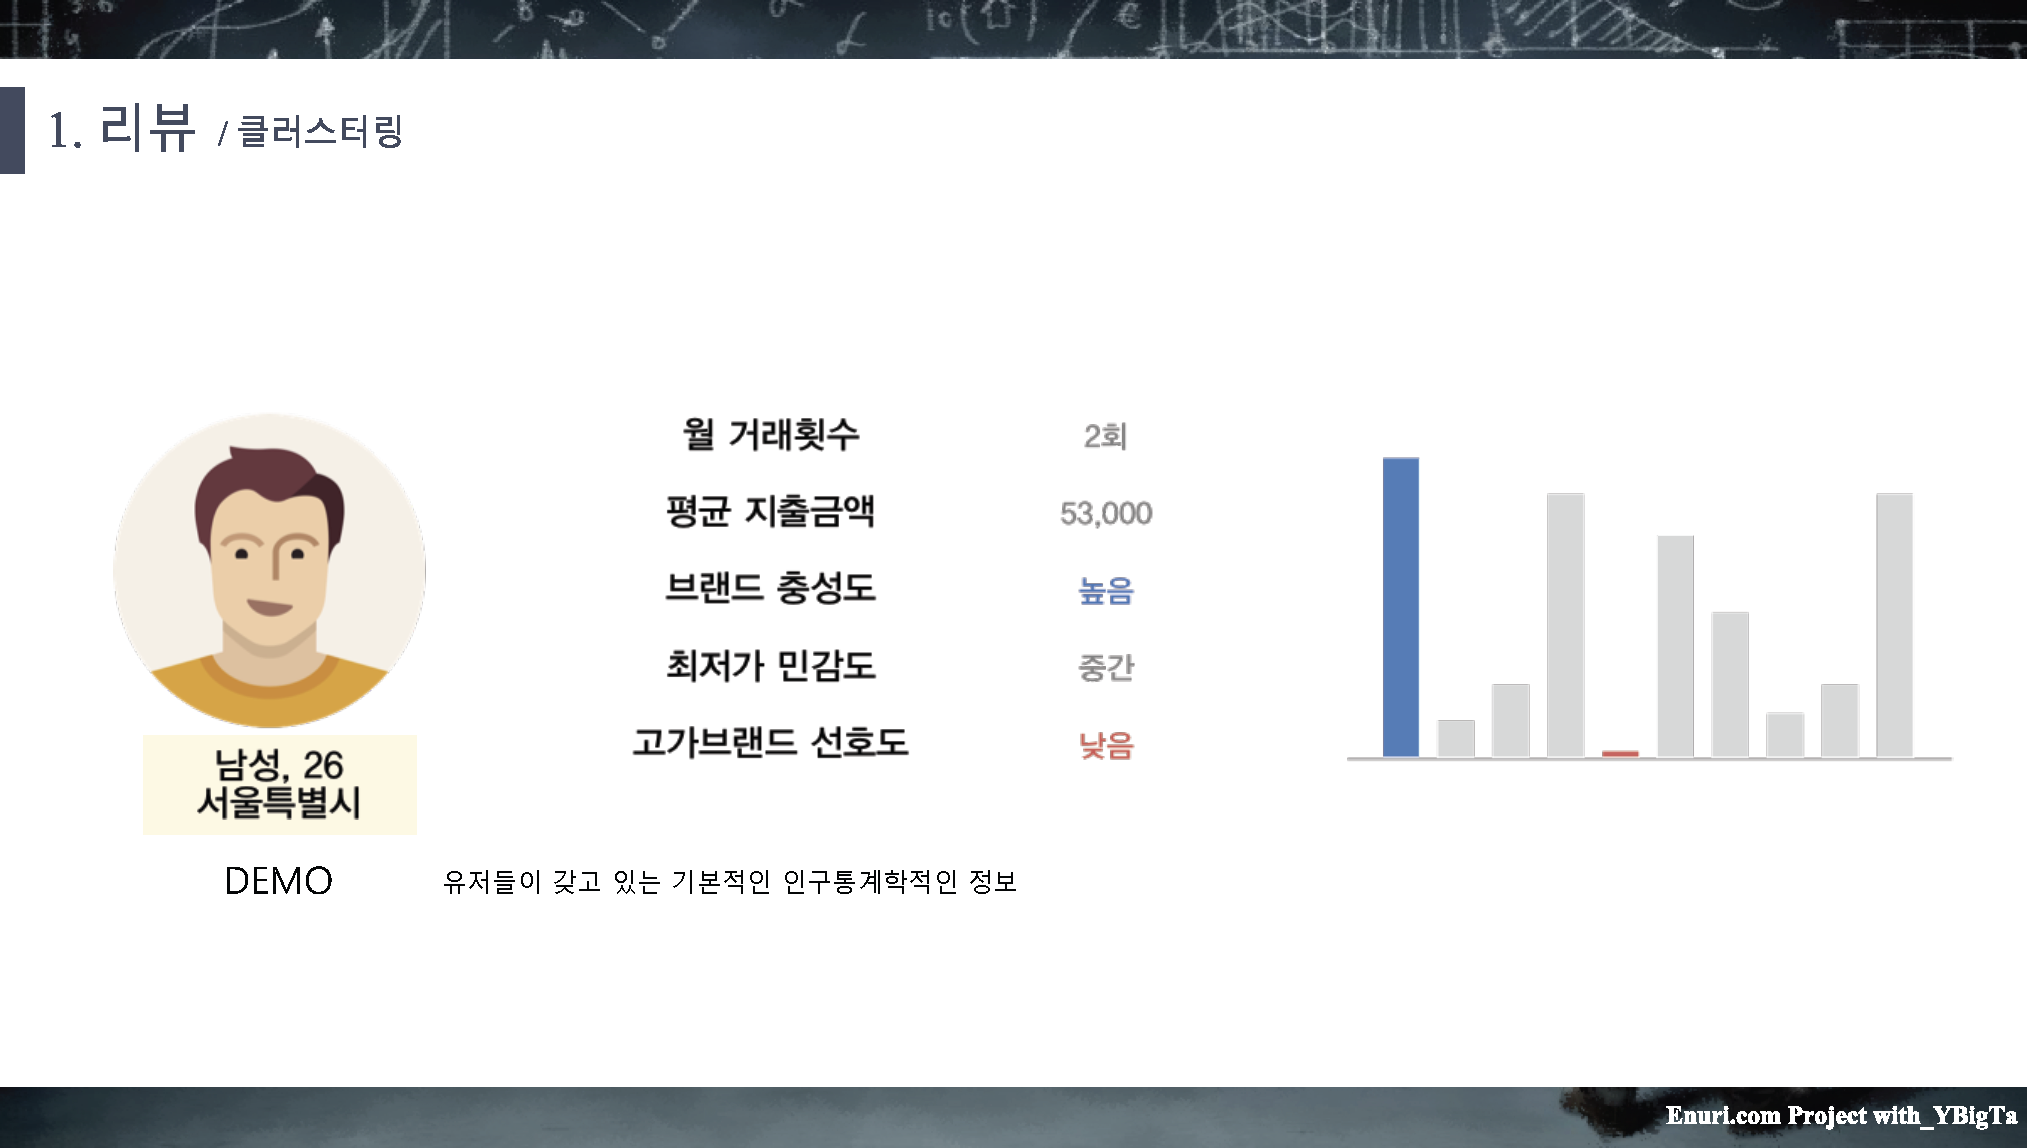 1. 리뷰 / 클러스터링
월 거래횟수 2회
평균 지출금액 53,000
브랜드 충성도 높음
최저가 민감도 중간
고가브랜드 선호도 낮음
남성, 26
서울특별시
DEMO 유저들이 갖고 있는 기본적인 인구통계학적인 정보
Enuri.com Project with_YBigTa